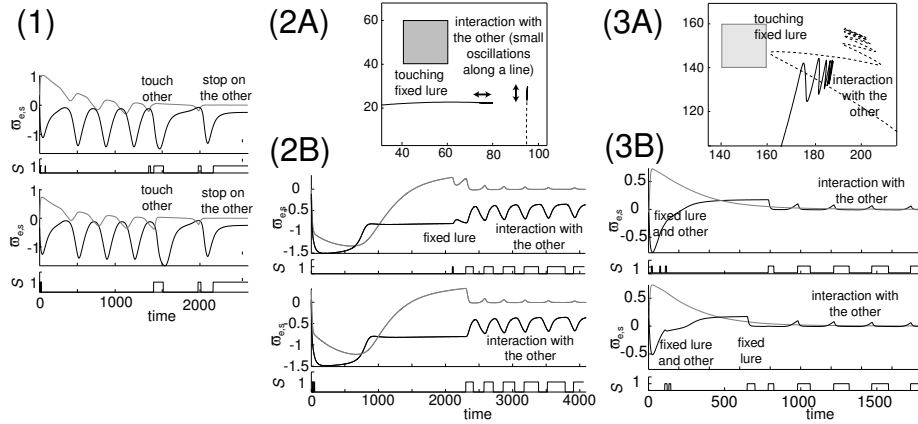 (1)
touch
other
stop on
the other
ϖe,s
1
0
-1
S
1
touch
other
stop on
the other
ϖe,s
1
0
-1
S
1
0
1000
2000
time
(2A)
60
40
20
40
60
80
100
touching
fixed lure
interaction with
the other (small
oscillations
along a line)
(2B)
ϖe,s
0
-0.5
-1
-1.5
fixed lure
interaction with
the other
S
1
ϖe,s
0
-0.5
-1
-1.5
interaction with
the other
S
1
0
1000
2000
3000
4000
time
(3A)
160
140
120
140
160
180
200
touching
fixed lure
interaction
with the
other
(3B)
ϖe,s
0.5
0
-0.5
fixed lure
and other
interaction with
the other
S
1
ϖe,s
0.5
0
-0.5
fixed lure
and other
fixed
lure
interaction with
the other
S
1
0
500
1000
1500
time